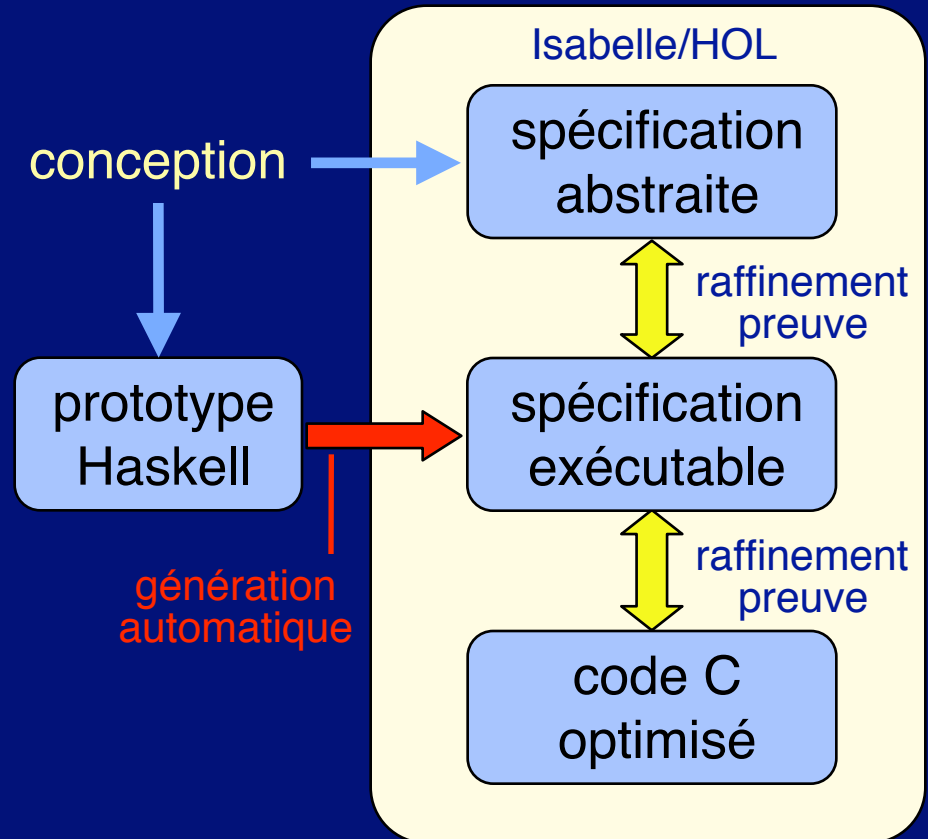 Isabelle/HOL
conception
spécification
abstraite
raffinement
preuve
prototype
Haskell
spécification
exécutable
génération
automatique
raffinement
preuve
code C
optimisé